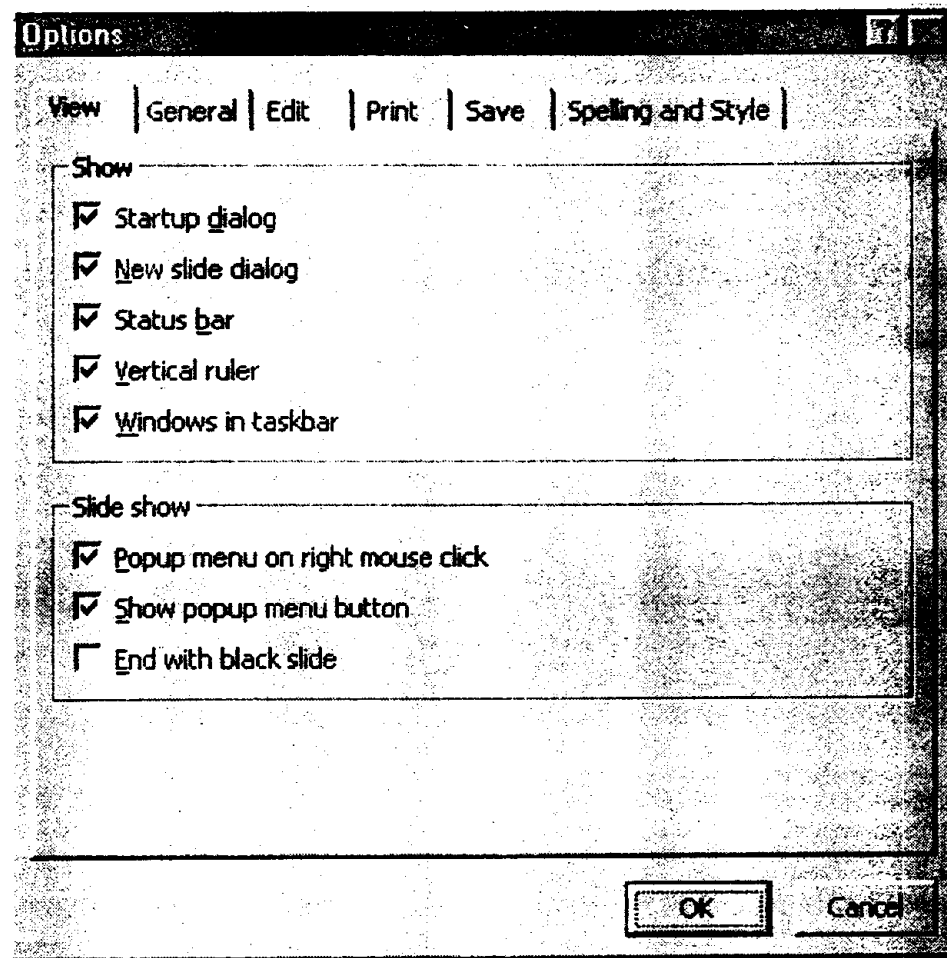 Options
View General Edit Print Save Spelling and Style
Show
Startup dialog
New slide dialog
Status bar
Vertical ruler
Windows in taskbar
Slide show
Popup menu on right mouse click
Show popup menu button
End with black slide
OK Cancel